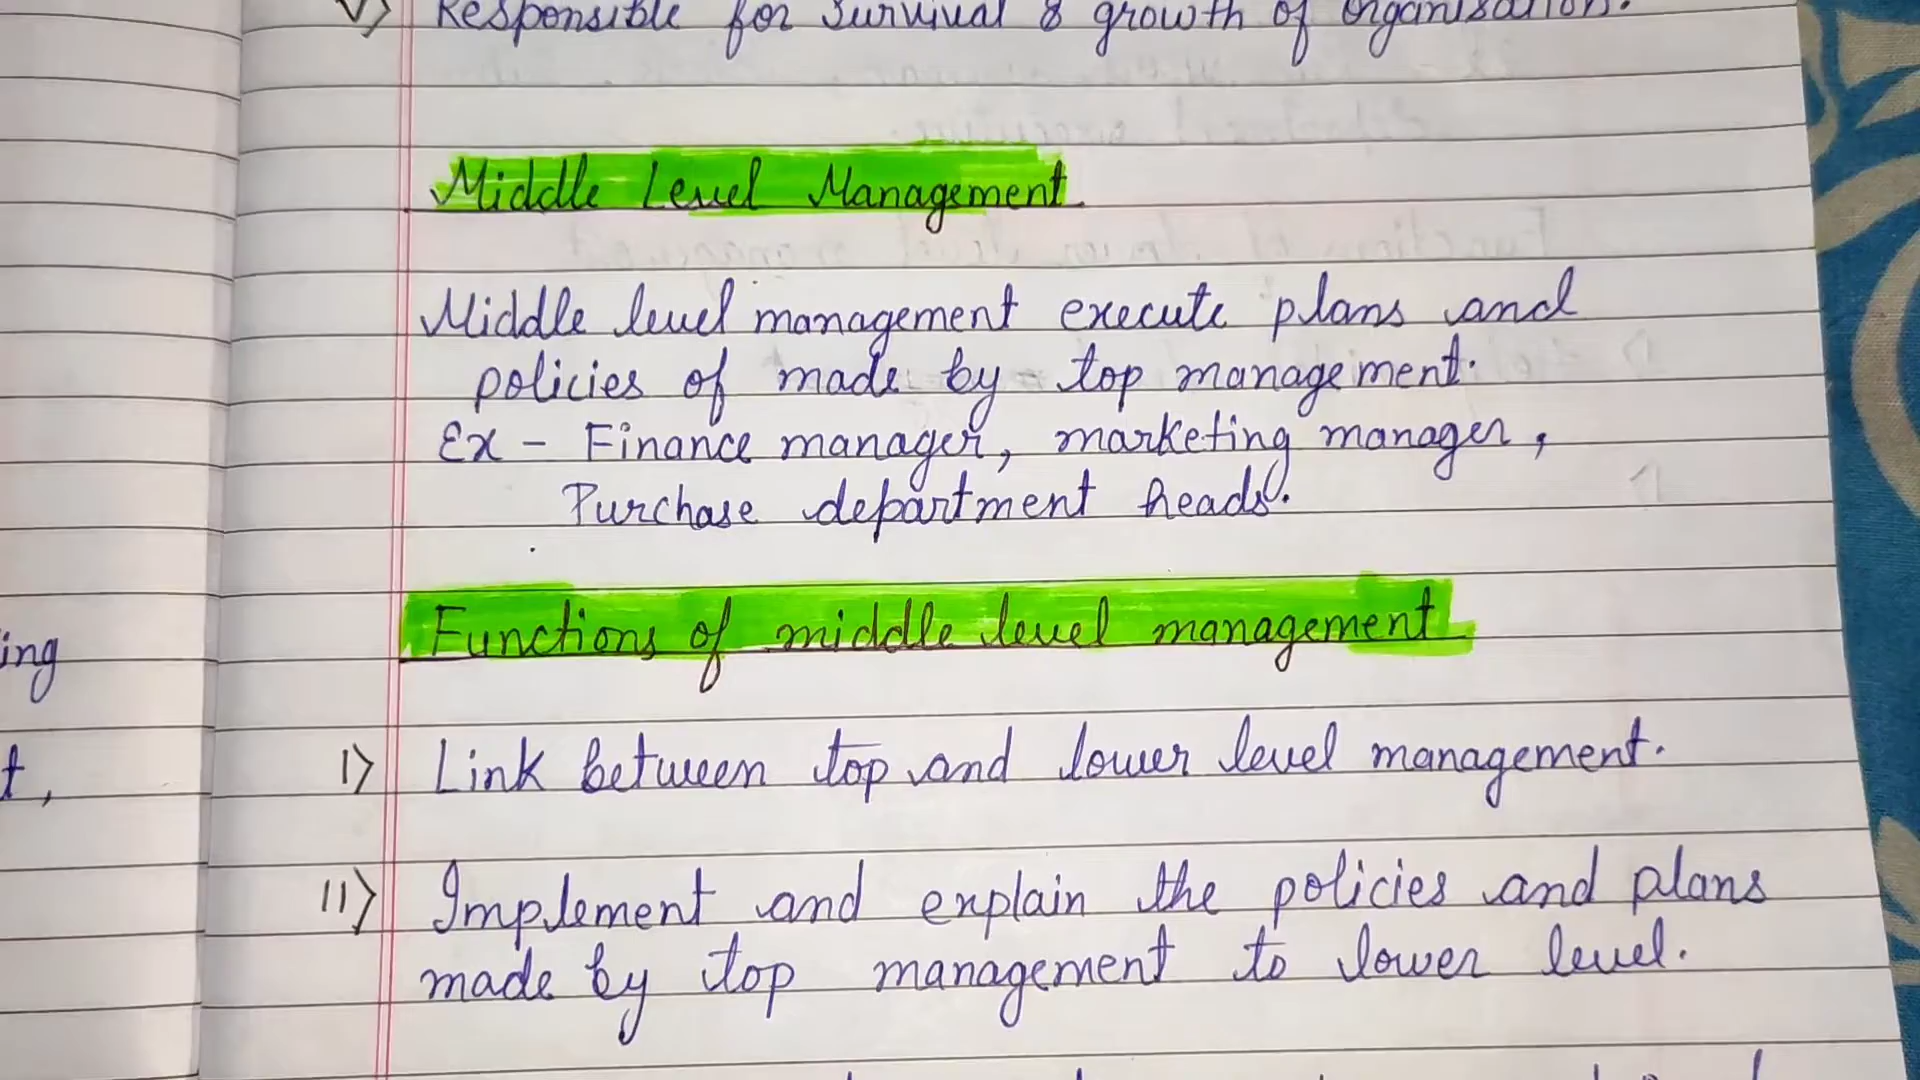 V) Responsible for survival & growth of organisation.
Middle Level Management
Middle level management execute plans and
policies of made by top management.
Ex - Finance manager, marketing manager,
Purchase department heads.
Functions of middle level management
ing
t,
I) Link between top and lower level management.
II) Implement and explain the policies and plans
made by top management to lower level.